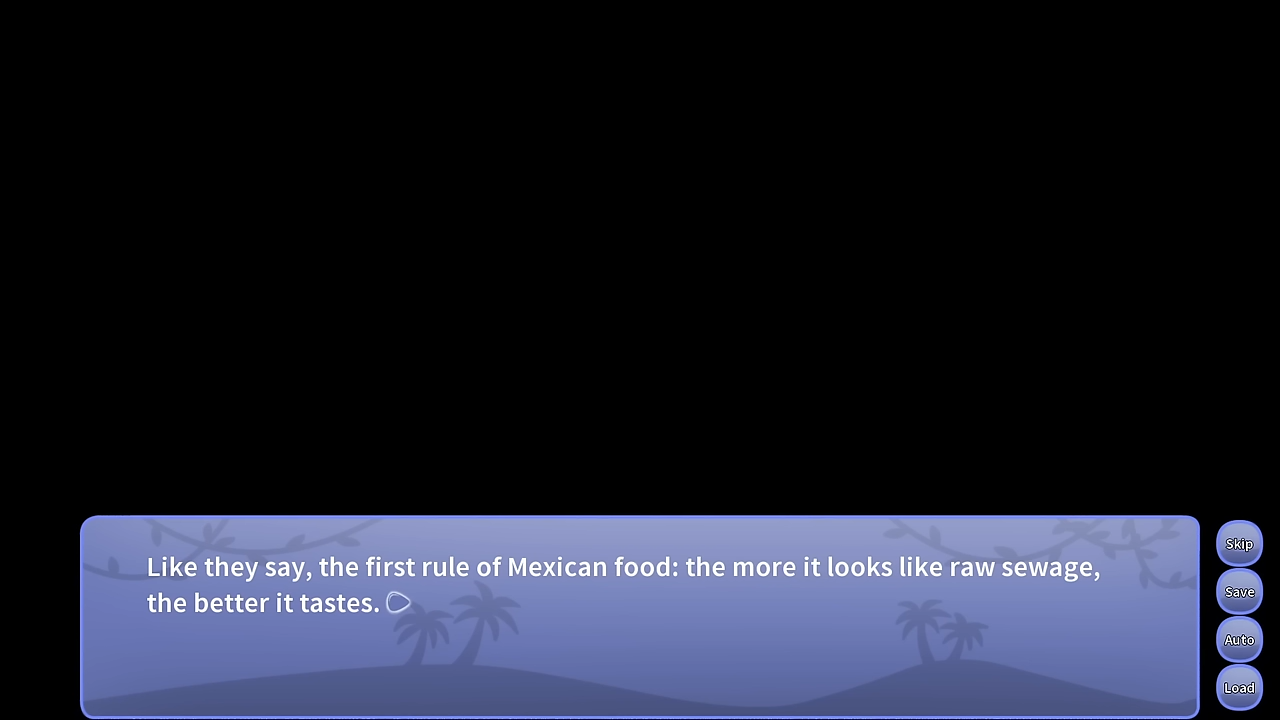 Like they say, the first rule of Mexican food: the more it looks like raw sewage,
the better it tastes.
Skip
Save
Auto
Load